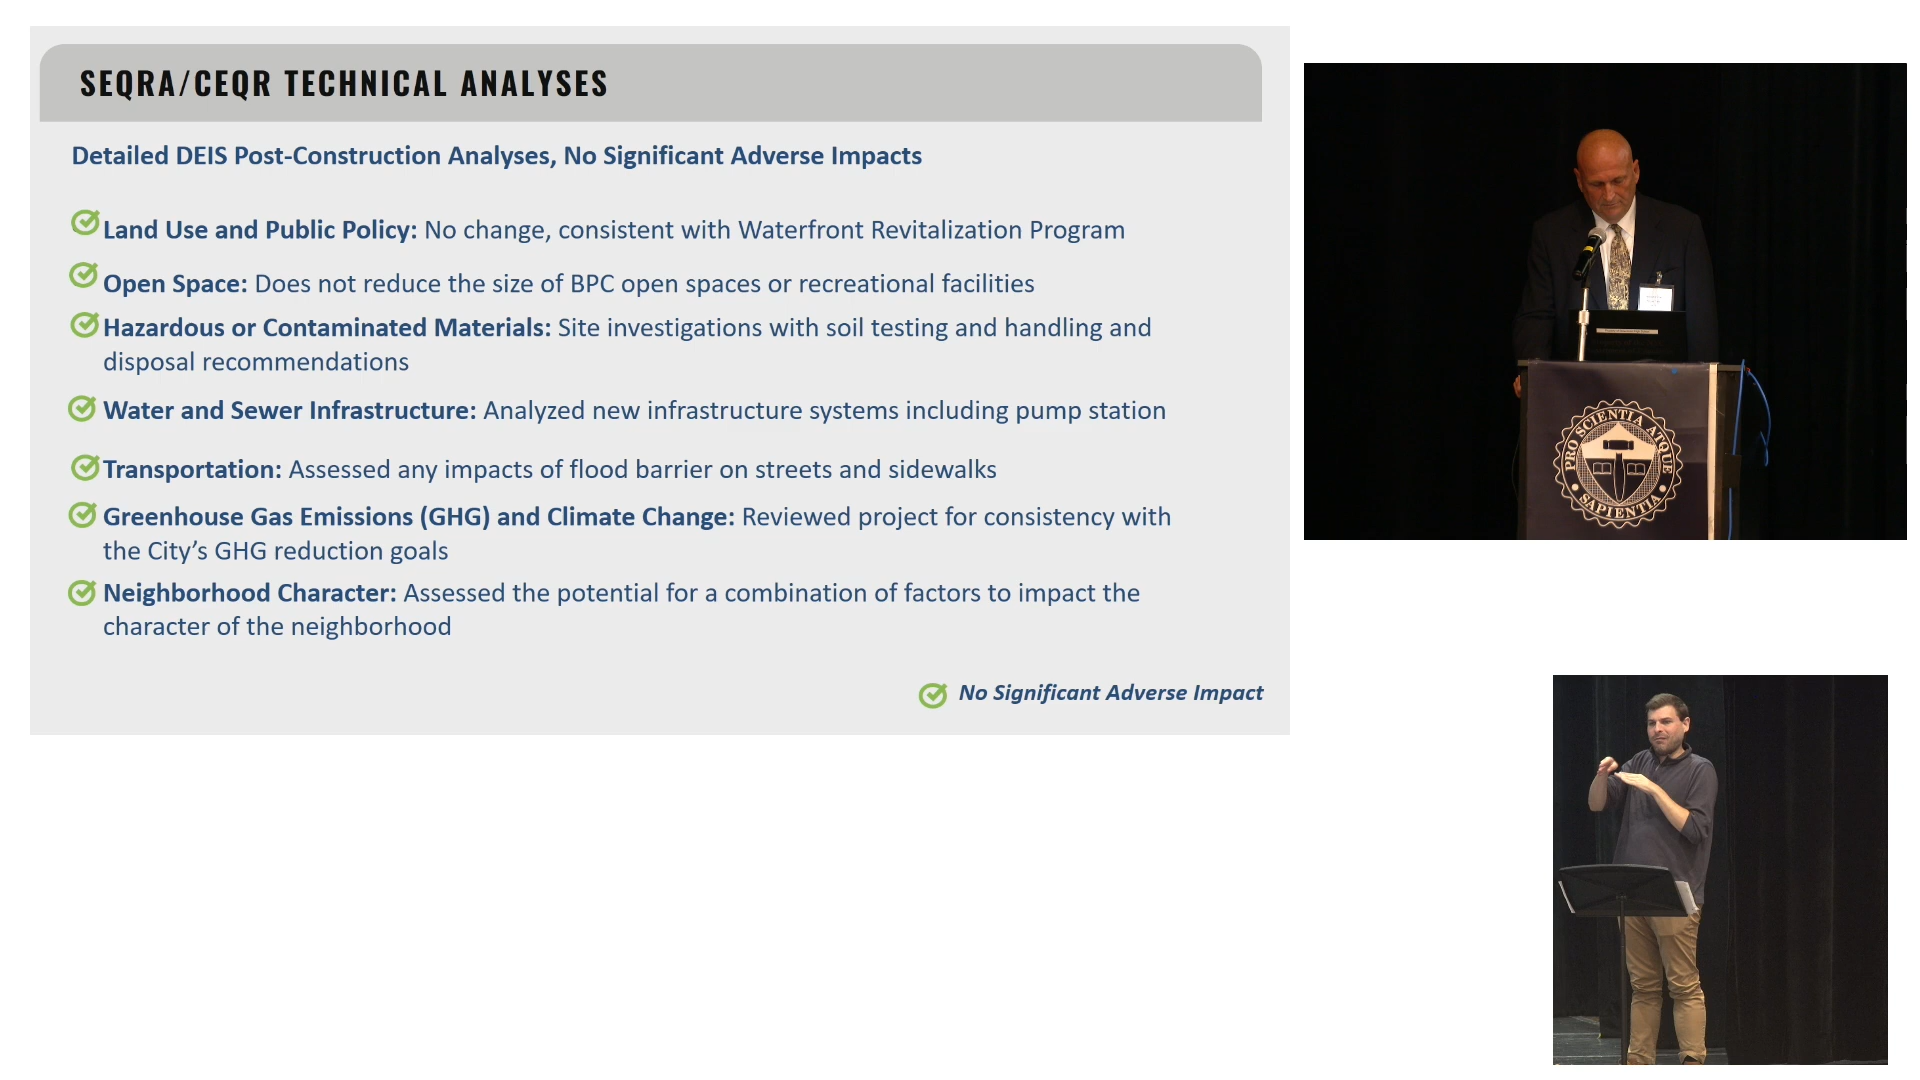 SEQRA/CEQR TECHNICAL ANALYSES
Detailed DEIS Post-Construction Analyses, No Significant Adverse Impacts
Land Use and Public Policy: No change, consistent with Waterfront Revitalization Program
Open Space: Does not reduce the size of BPC open spaces or recreational facilities
Hazardous or Contaminated Materials: Site investigations with soil testing and handling and
disposal recommendations
Water and Sewer Infrastructure: Analyzed new infrastructure systems including pump station
Transportation: Assessed any impacts of flood barrier on streets and sidewalks
Greenhouse Gas Emissions (GHG) and Climate Change: Reviewed project for consistency with
the City’s GHG reduction goals
Neighborhood Character: Assessed the potential for a combination of factors to impact the
character of the neighborhood
No Significant Adverse Impact
PRO SCIENTIA ATQUE
SAPIENTIA